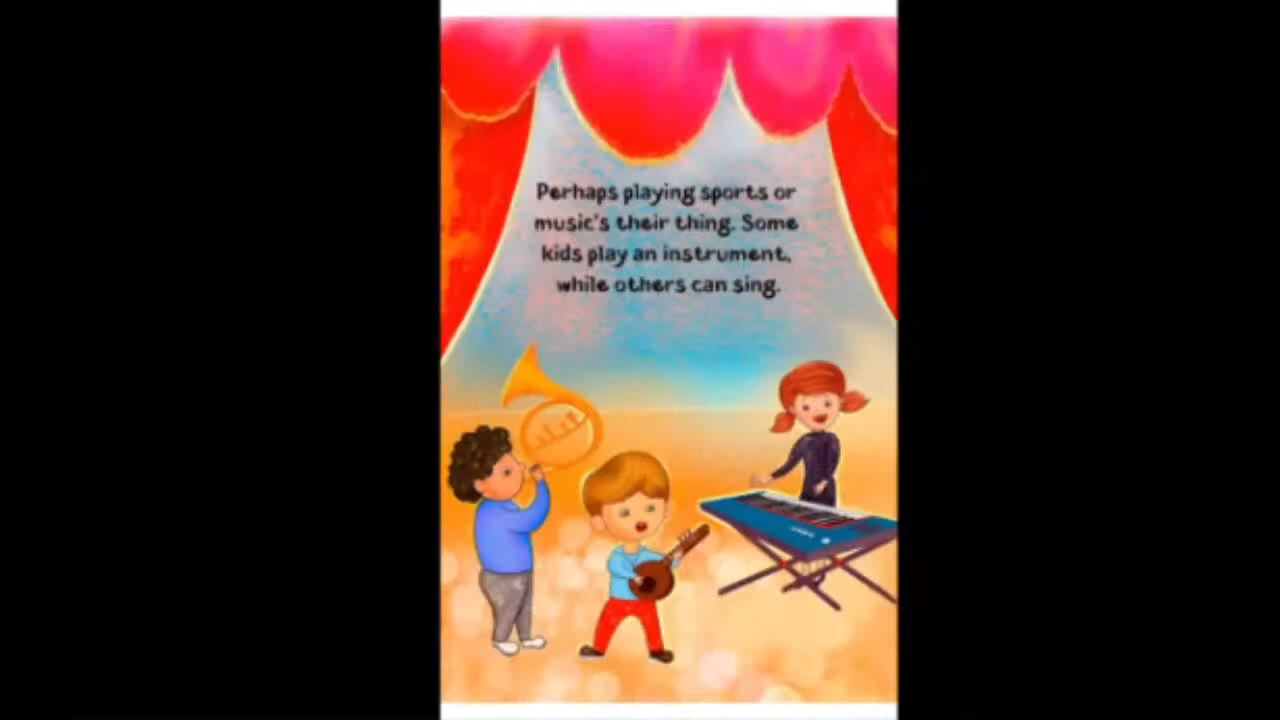 Perhaps playing sports or
music's their thing. Some
kids play an instrument,
while others can sing.